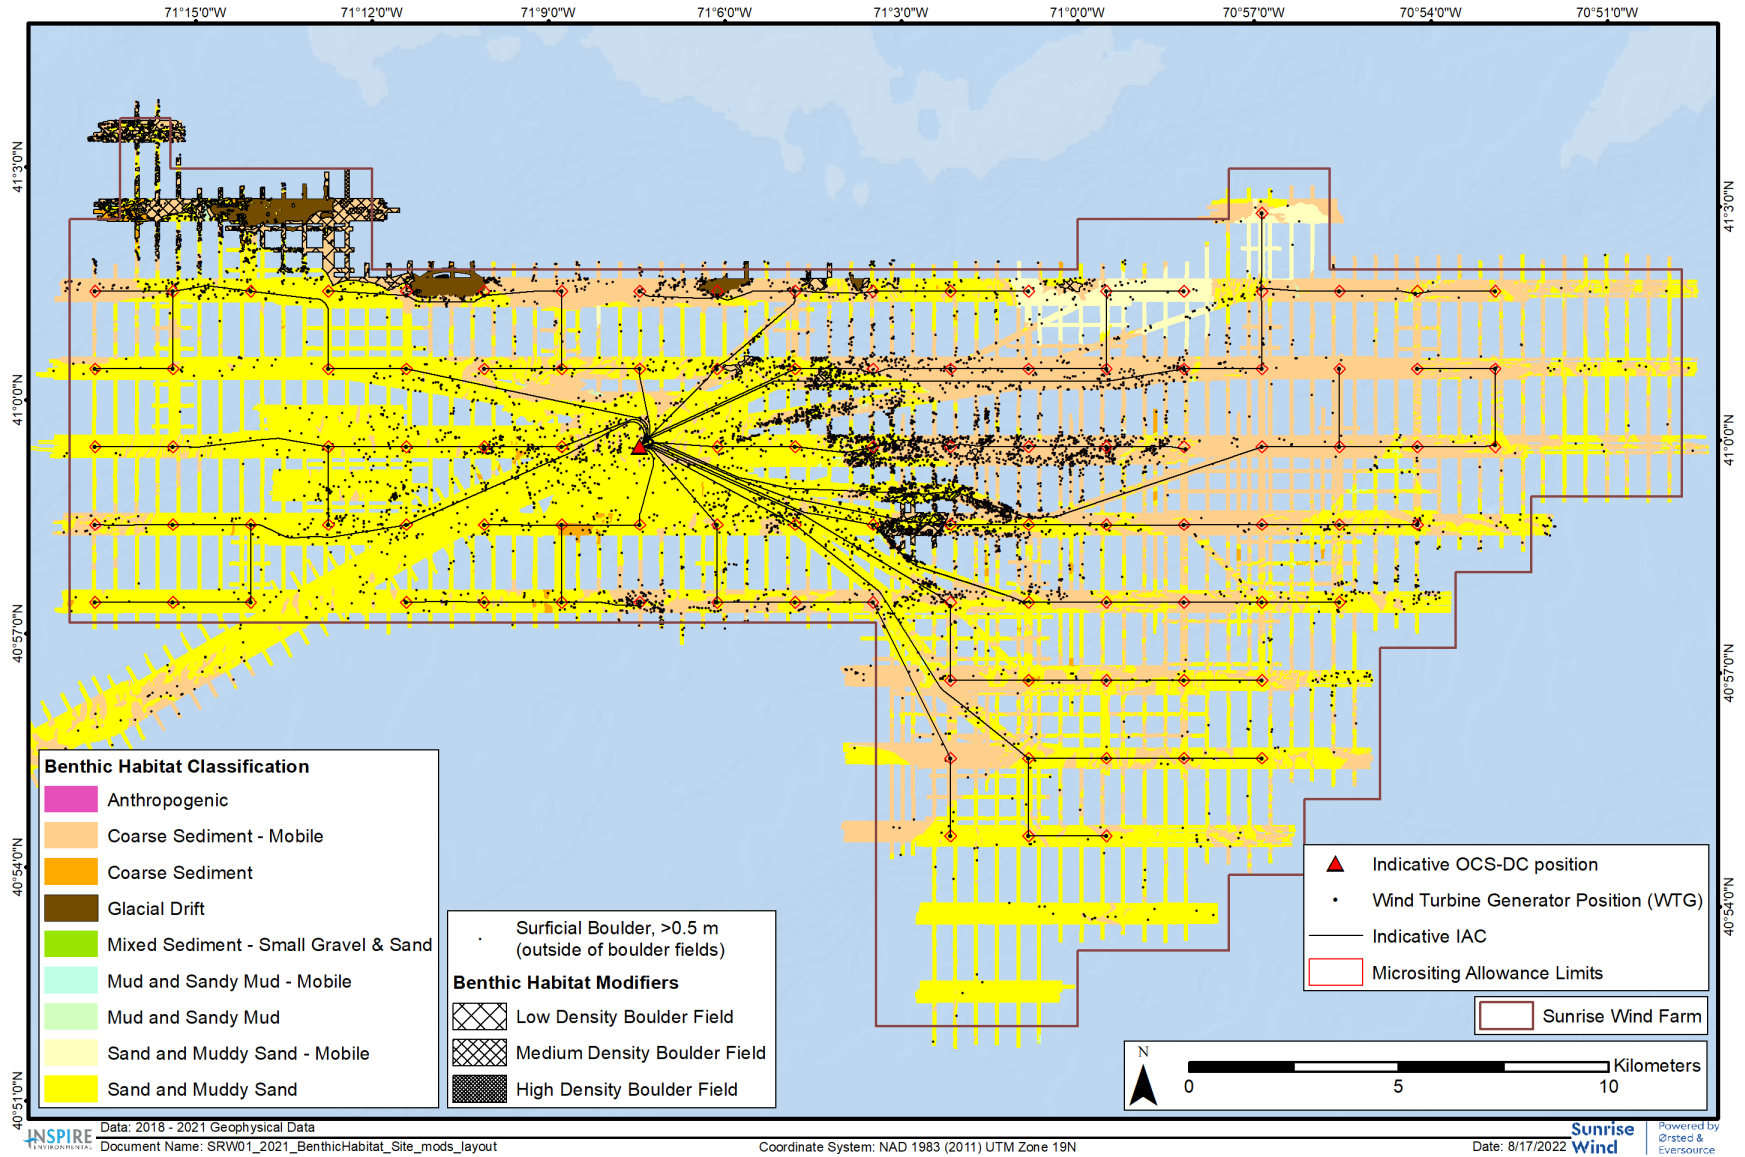 71°15'0"W
71°12'0"W
71°9'0"W
71°6'0"W
71°3'0"W
71°0'0"W
70°57'0"W
70°54'0"W
70°51'0"W
41°3'0"N
41°0'0"N
40°57'0"N
40°54'0"N
40°51'0"N
41°3'0"N
41°0'0"N
40°57'0"N
40°54'0"N
Benthic Habitat Classification
Anthropogenic
Coarse Sediment - Mobile
Coarse Sediment
Glacial Drift
Mixed Sediment - Small Gravel & Sand
Mud and Sandy Mud - Mobile
Mud and Sandy Mud
Sand and Muddy Sand - Mobile
Sand and Muddy Sand
Surficial Boulder, >0.5 m
(outside of boulder fields)
Benthic Habitat Modifiers
Low Density Boulder Field
Medium Density Boulder Field
High Density Boulder Field
Indicative OCS-DC position
Wind Turbine Generator Position (WTG)
Indicative IAC
Micrositing Allowance Limits
Sunrise Wind Farm
N
Kilometers
0 5 10
INSPIRE
ENVIRONMENTAL
Data: 2018 - 2021 Geophysical Data
Document Name: SRW01_2021_BenthicHabitat_Site_mods_layout
Coordinate System: NAD 1983 (2011) UTM Zone 19N
Date: 8/17/2022
Sunrise
Wind
Powered by
Ørsted &
Eversource